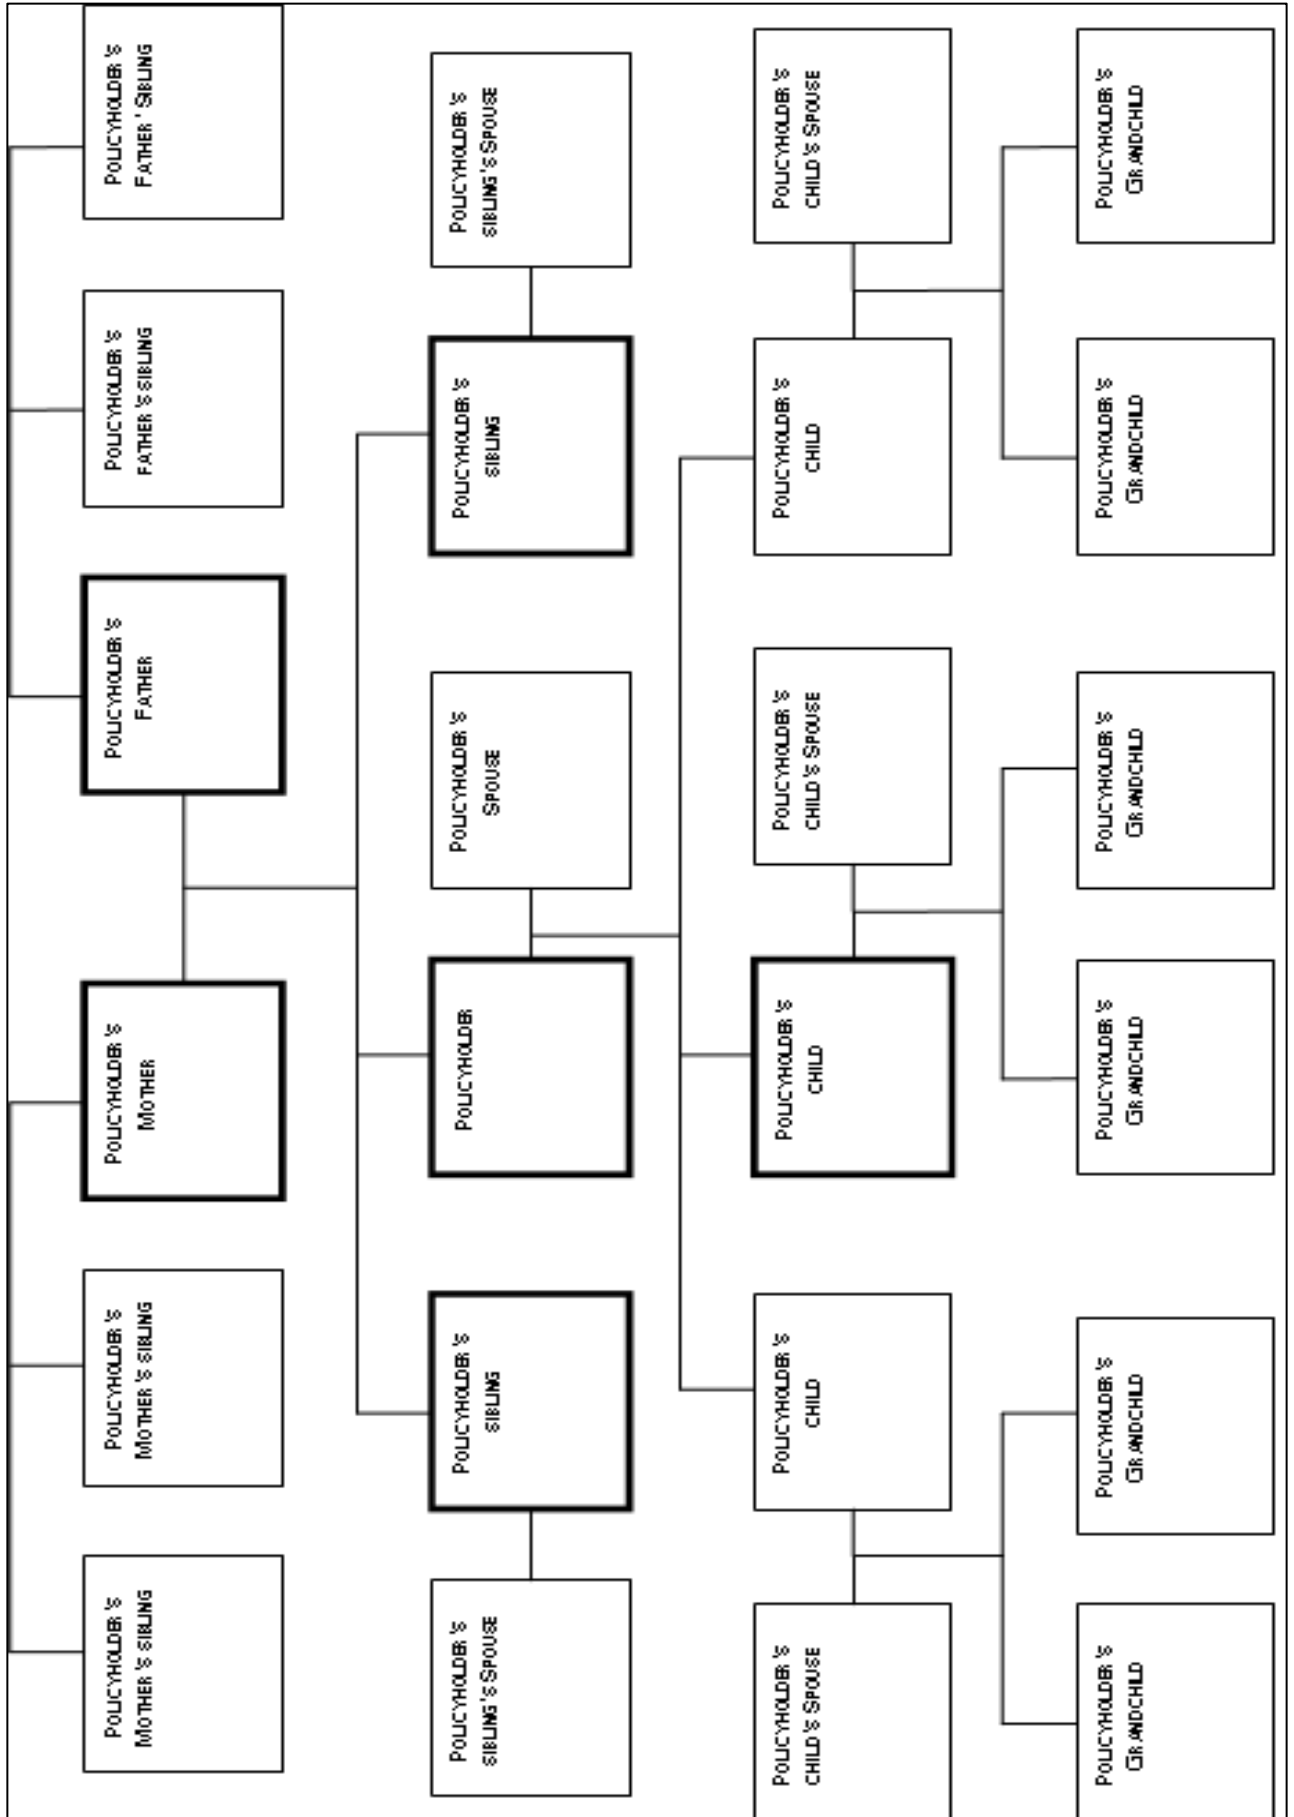 POLICYHOLDER'S
MOTHER'S SIBLING
POLICYHOLDER'S
MOTHER'S SIBLING
POLICYHOLDER'S
MOTHER
POLICYHOLDER'S
FATHER
POLICYHOLDER'S
FATHER'S SIBLING
POLICYHOLDER'S
FATHER' SIBLING
POLICYHOLDER'S
SIBLING'S SPOUSE
POLICYHOLDER'S
SIBLING
POLICYHOLDER
POLICYHOLDER'S
SPOUSE
POLICYHOLDER'S
SIBLING
POLICYHOLDER'S
SIBLING'S SPOUSE
POLICYHOLDER'S
CHILD'S SPOUSE
POLICYHOLDER'S
CHILD
POLICYHOLDER'S
CHILD
POLICYHOLDER'S
CHILD'S SPOUSE
POLICYHOLDER'S
CHILD
POLICYHOLDER'S
CHILD'S SPOUSE
POLICYHOLDER'S
GRANDCHILD
POLICYHOLDER'S
GRANDCHILD
POLICYHOLDER'S
GRANDCHILD
POLICYHOLDER'S
GRANDCHILD
POLICYHOLDER'S
GRANDCHILD
POLICYHOLDER'S
GRANDCHILD